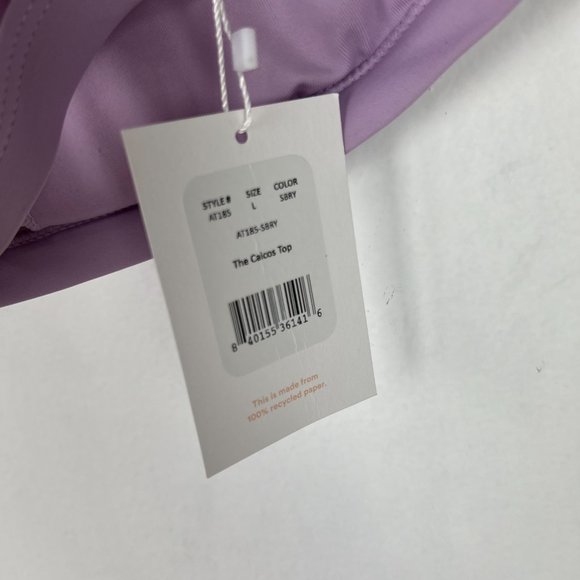 STYLE # SIZE COLOR
AT185 L SBRY
AT185-SBRY
The Caicos Top
8 40155 36141 6
This is made from
100% recycled paper.